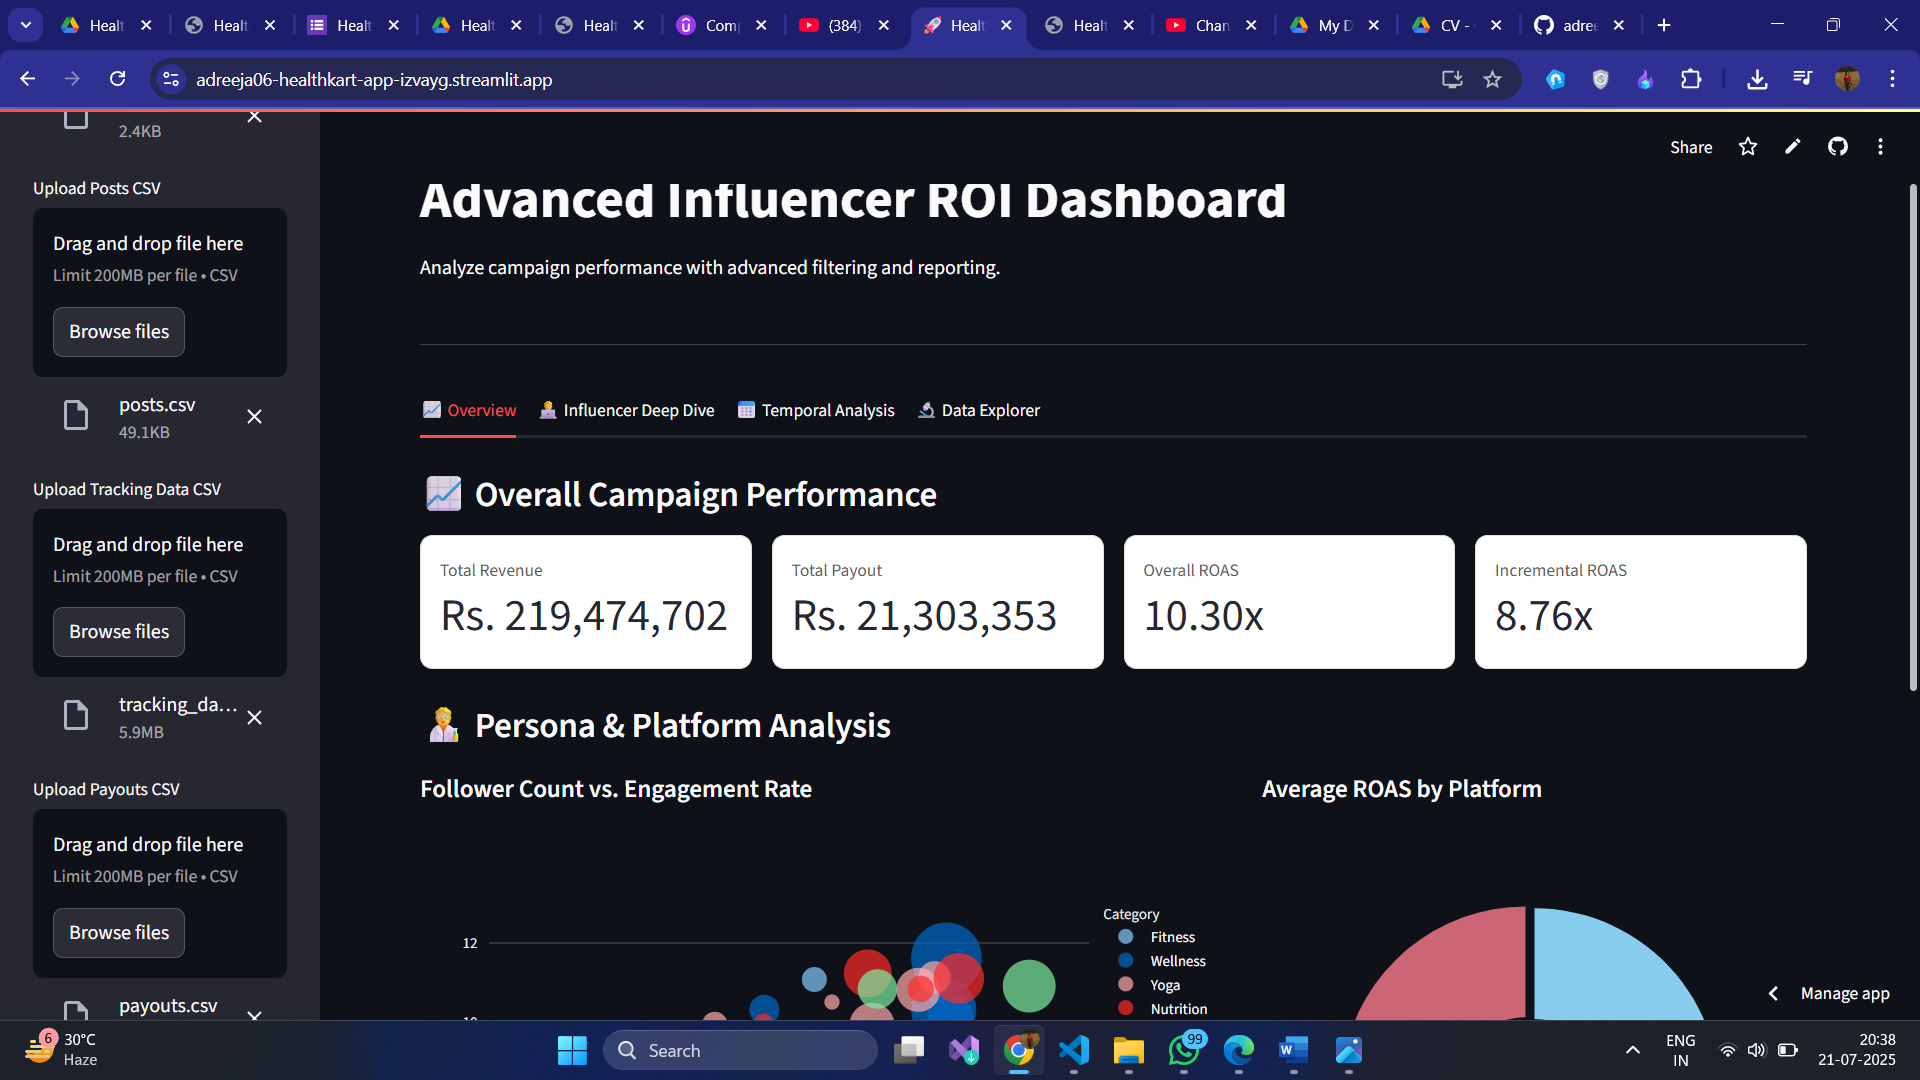 Healt
Healt
Healt
Healt
Healt
Com
(384)
Healt
Healt
Chan
My D
CV -
adree
adreeja06-healthkart-app-izvayg.streamlit.app
2.4KB
Upload Posts CSV
Drag and drop file here
Limit 200MB per file • CSV
Browse files
posts.csv
49.1KB
Upload Tracking Data CSV
Drag and drop file here
Limit 200MB per file • CSV
Browse files
tracking_da...
5.9MB
Upload Payouts CSV
Drag and drop file here
Limit 200MB per file • CSV
Browse files
payouts.csv
Share
Advanced Influencer ROI Dashboard
Analyze campaign performance with advanced filtering and reporting.
Overview
Influencer Deep Dive
Temporal Analysis
Data Explorer
Overall Campaign Performance
Total Revenue
Rs. 219,474,702
Total Payout
Rs. 21,303,353
Overall ROAS
10.30x
Incremental ROAS
8.76x
Persona & Platform Analysis
Follower Count vs. Engagement Rate
Average ROAS by Platform
12
Category
Fitness
Wellness
Yoga
Nutrition
Manage app
6
30°C
Haze
Search
99
ENG
IN
20:38
21-07-2025